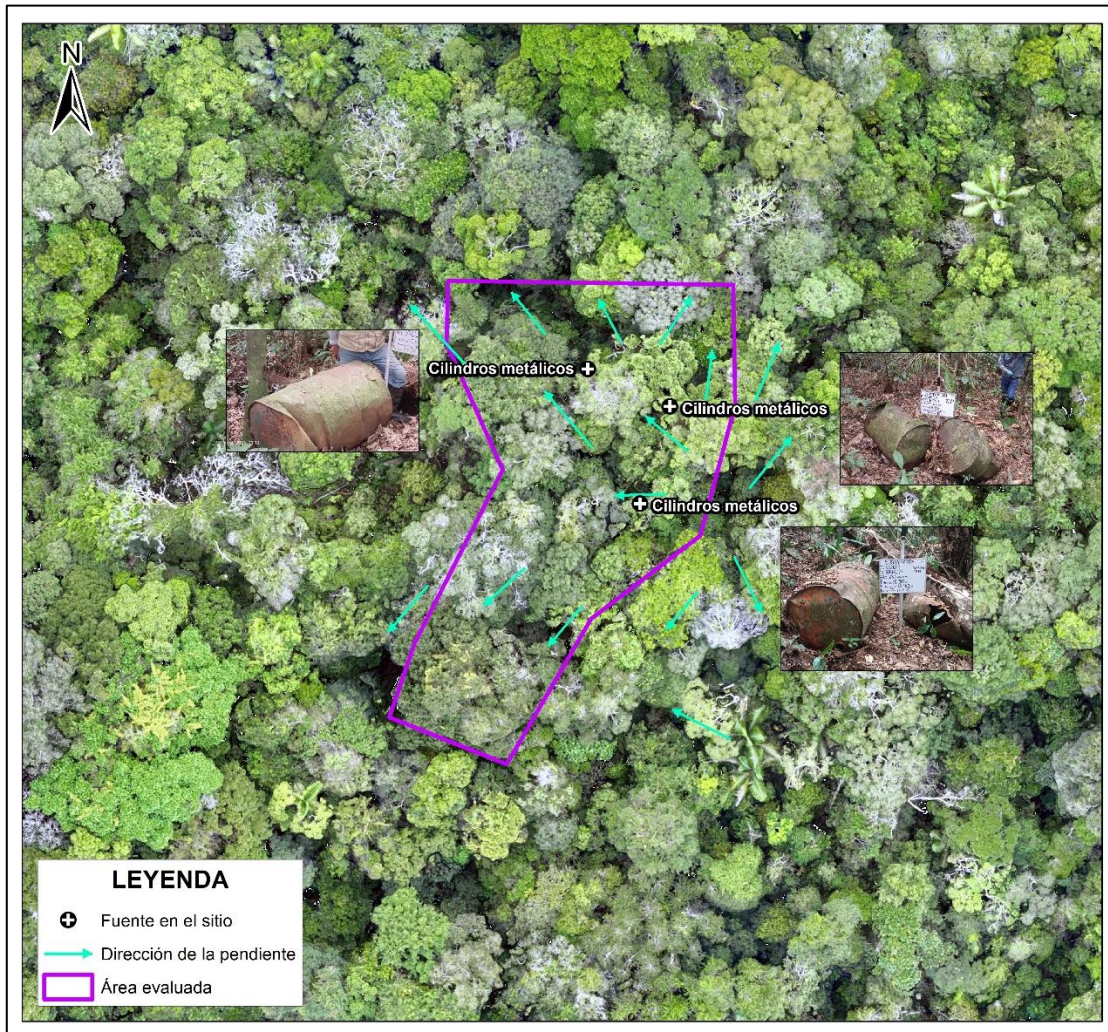 N
Cilindros metálicos
Cilindros metálicos
Cilindros metálicos
LEYENDA
Fuente en el sitio
Dirección de la pendiente
Área evaluada